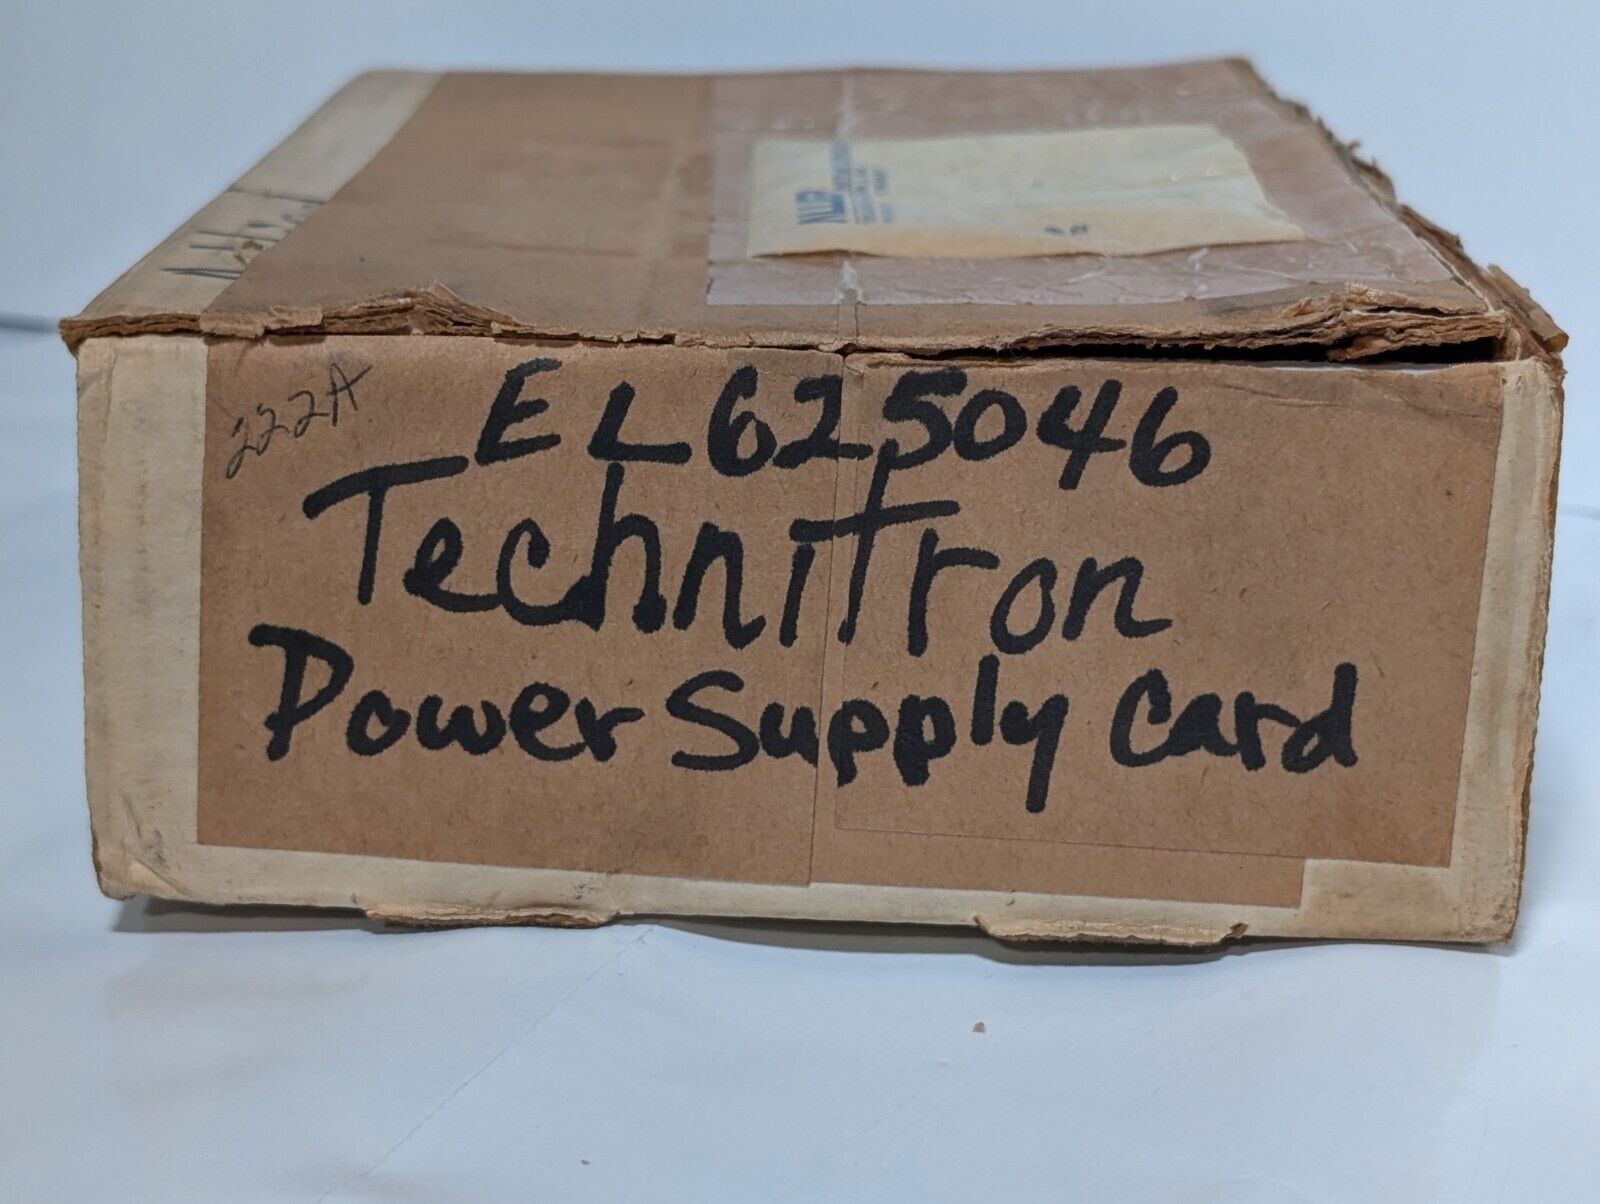 222A
EL625046
Technitron
Power Supply Card